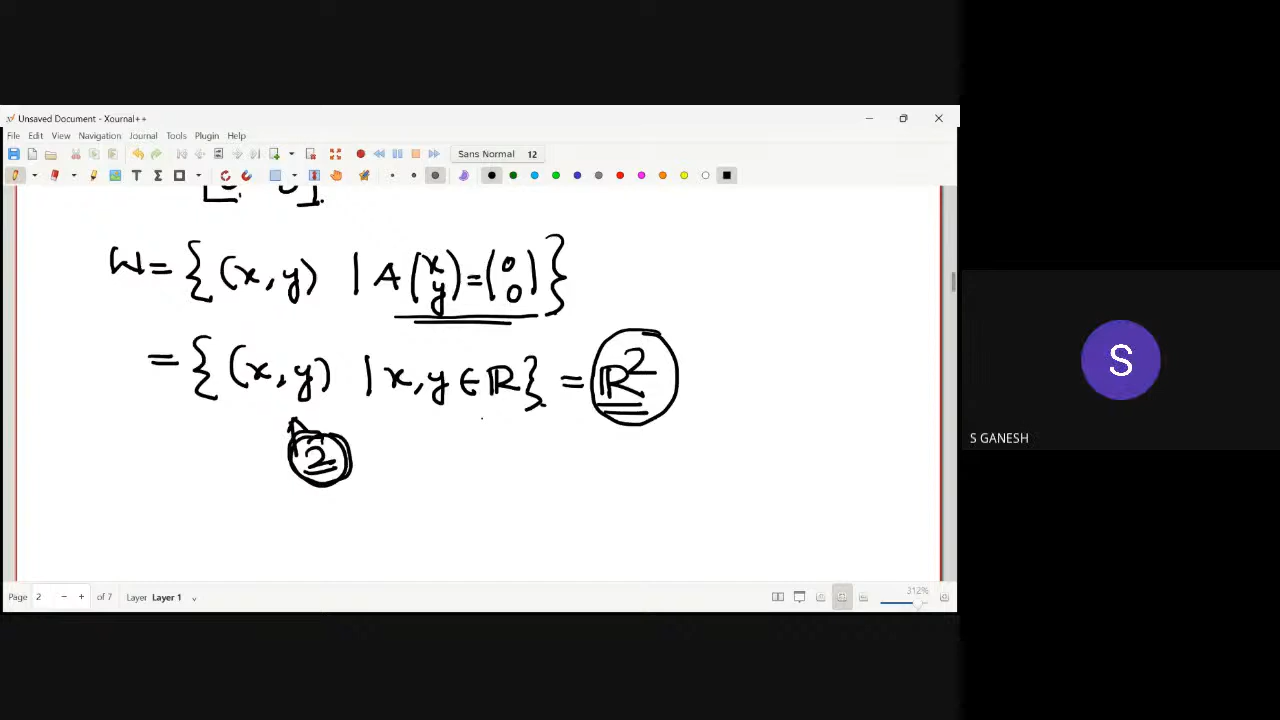 Unsaved Document - Xournal++
File Edit View Navigation Journal Tools Plugin Help
Sans Normal 12
W = { (x, y) | A (x y) = (0 0) }
= { (x, y) | x, y ∈ ℝ } = ℝ²
2
S
S GANESH
Page 2 − + of 7 Layer Layer 1
312%